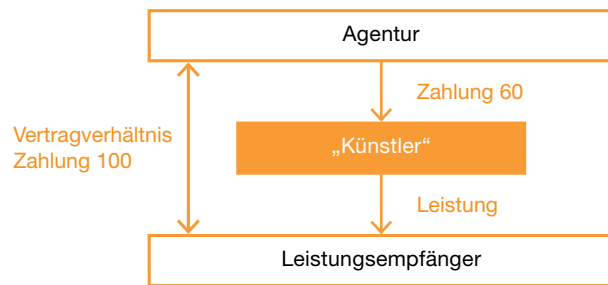 Agentur
Zahlung 60
Vertragverhältnis
Zahlung 100
„Künstler“
Leistung
Leistungsempfänger